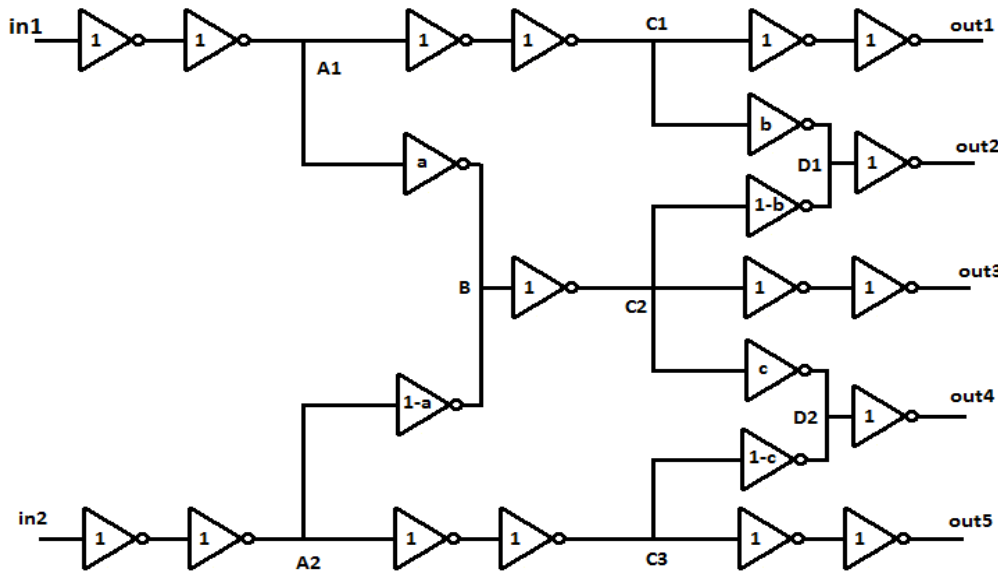 in1 1 1 1 1 C1 1 1 out1
A1
b
a D1 1 out2
1-b
B 1 C2 1 1 out3
c
1-a D2 1 out4
1-c
in2 1 1 1 1 1 1 out5
A2 C3